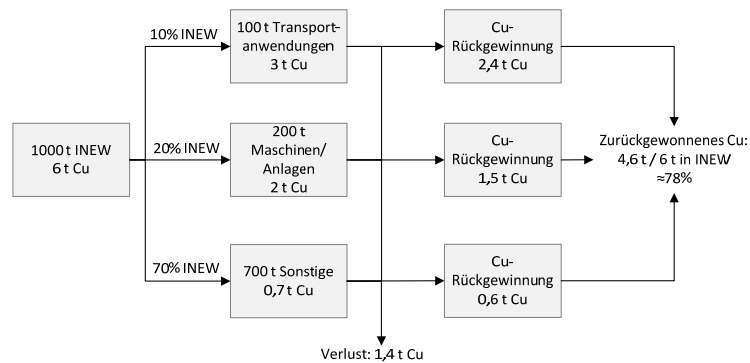 10% INEW
100 t Transport-
anwendungen
3 t Cu
Cu-
Rückgewinnung
2,4 t Cu
1000 t INEW
6 t Cu
20% INEW
200 t
Maschinen/
Anlagen
2 t Cu
Cu-
Rückgewinnung
1,5 t Cu
Zurückgewonnenes Cu:
4,6 t / 6 t in INEW
≈78%
70% INEW
700 t Sonstige
0,7 t Cu
Cu-
Rückgewinnung
0,6 t Cu
Verlust: 1,4 t Cu